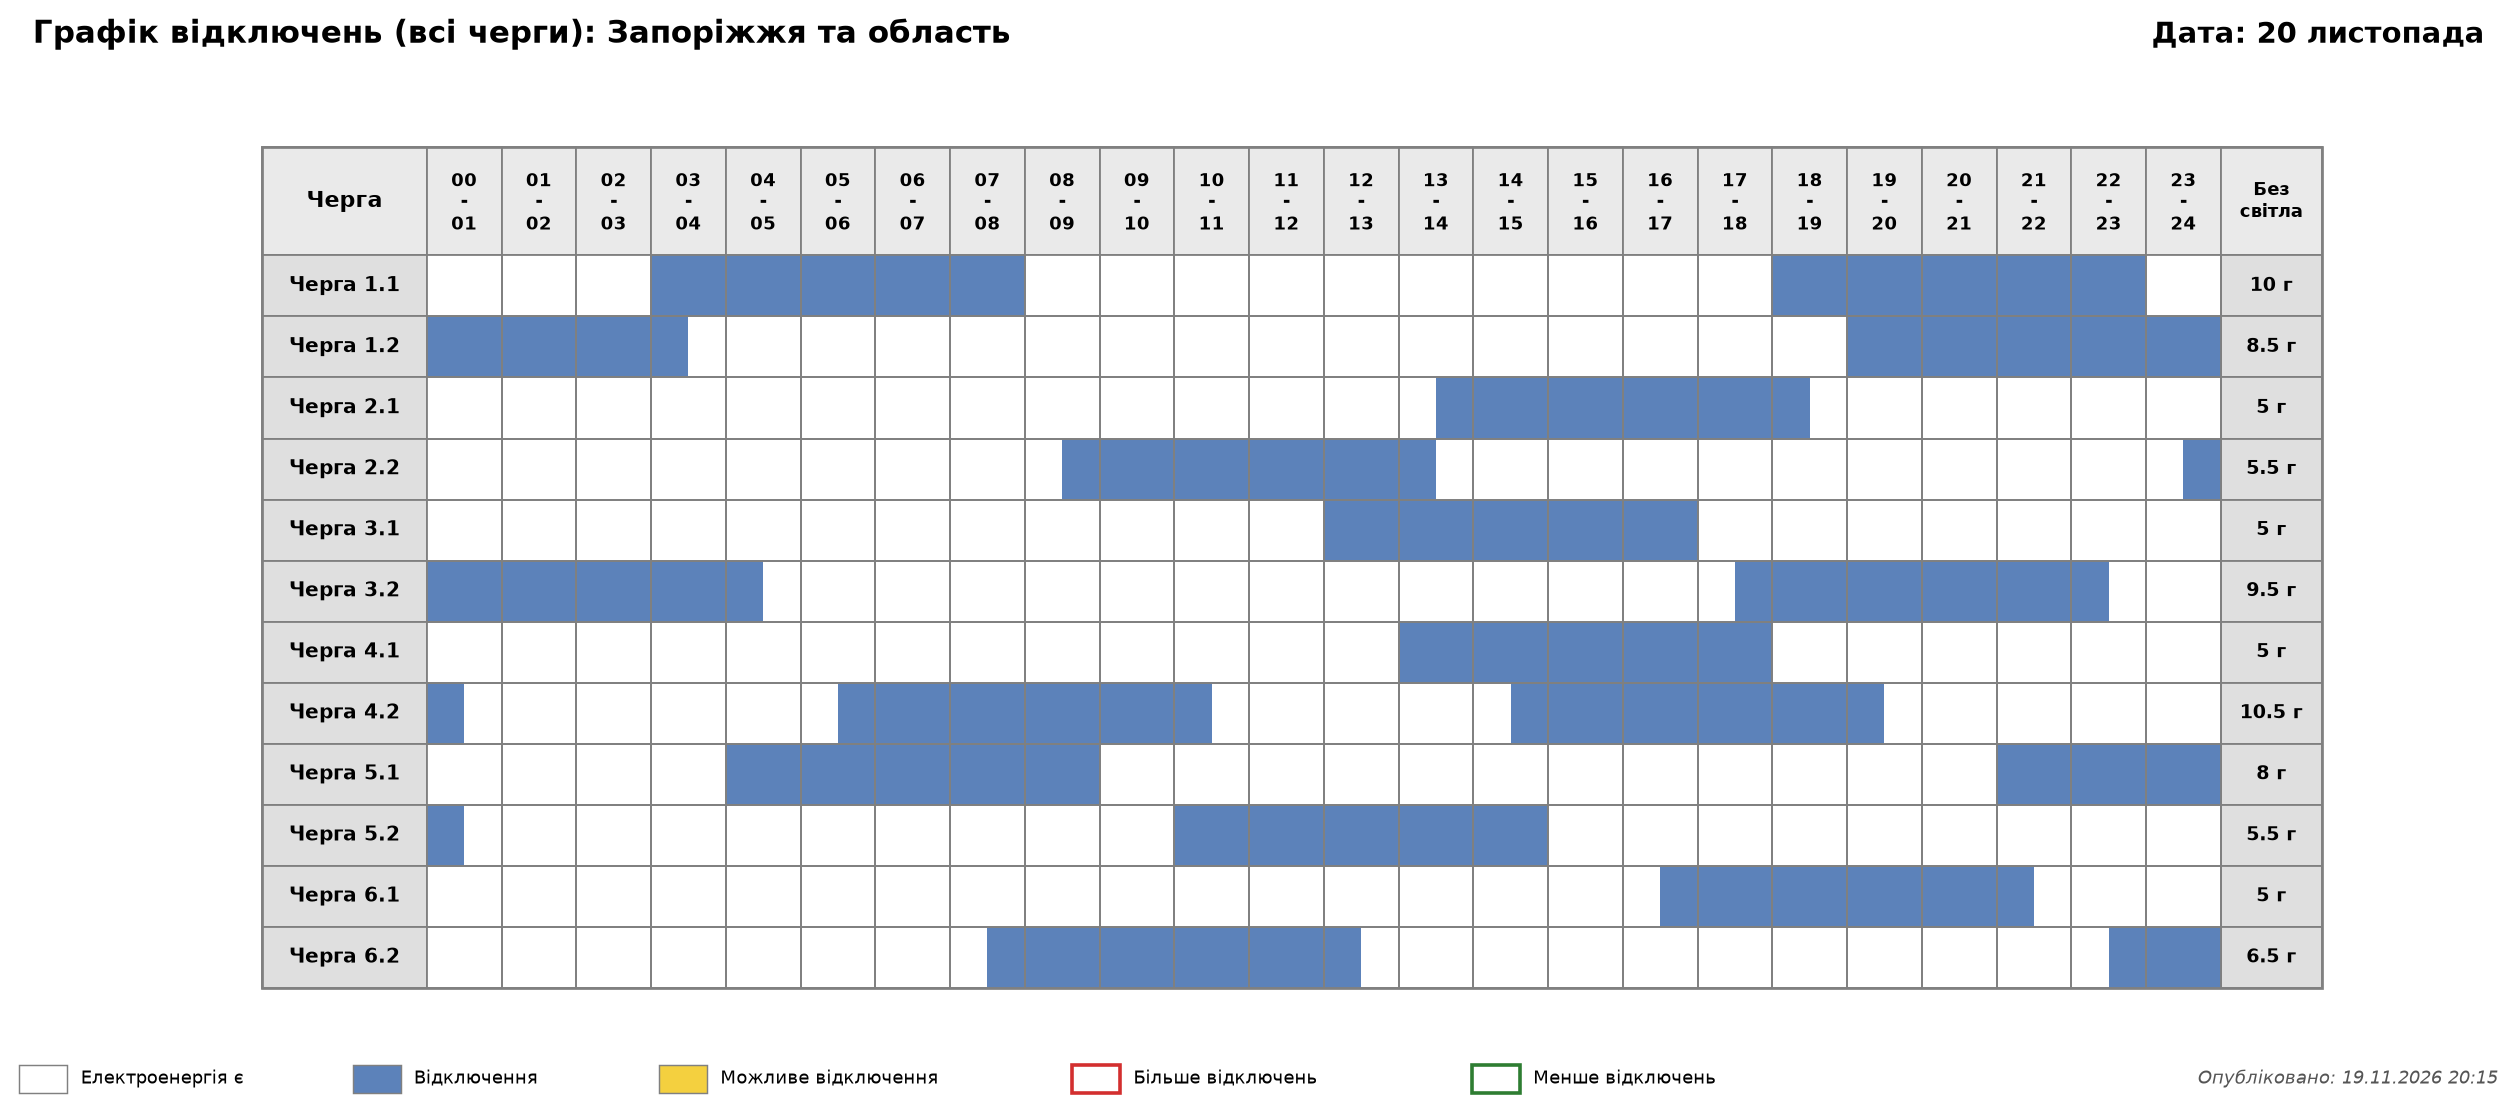 Графік відключень (всі черги): Запоріжжя та область
Дата: 20 листопада
Черга
00 - 01
01 - 02
02 - 03
03 - 04
04 - 05
05 - 06
06 - 07
07 - 08
08 - 09
09 - 10
10 - 11
11 - 12
12 - 13
13 - 14
14 - 15
15 - 16
16 - 17
17 - 18
18 - 19
19 - 20
20 - 21
21 - 22
22 - 23
23 - 24
Без світла
Черга 1.1 10 г
Черга 1.2 8.5 г
Черга 2.1 5 г
Черга 2.2 5.5 г
Черга 3.1 5 г
Черга 3.2 9.5 г
Черга 4.1 5 г
Черга 4.2 10.5 г
Черга 5.1 8 г
Черга 5.2 5.5 г
Черга 6.1 5 г
Черга 6.2 6.5 г
Електроенергія є
Відключення
Можливе відключення
Більше відключень
Менше відключень
Опубліковано: 19.11.2026 20:15